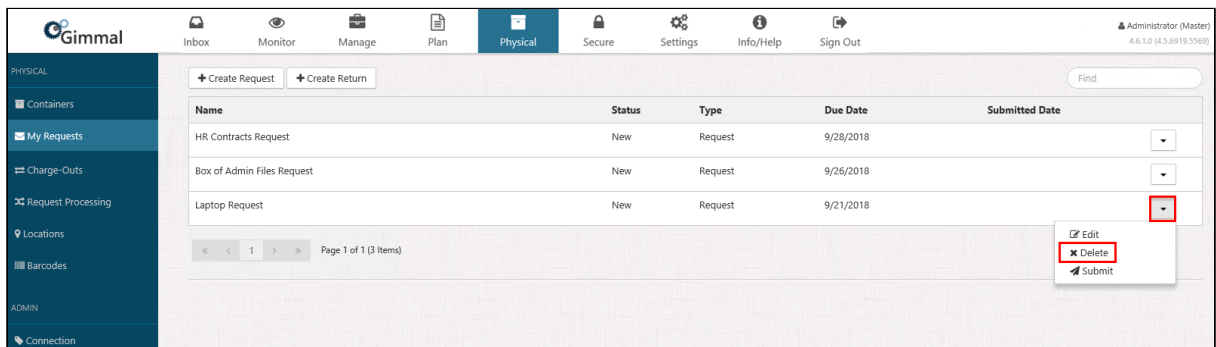 Gimmal
Inbox Monitor Manage Plan Physical Secure Settings Info/Help Sign Out
Administrator (Master)
4.6.1.0 (4.5.6919.5569)
PHYSICAL
Containers
My Requests
Charge-Outs
Request Processing
Locations
Barcodes
ADMIN
Connection
Create Request Create Return Find
Name Status Type Due Date Submitted Date
HR Contracts Request New Request 9/28/2018
Box of Admin Files Request New Request 9/26/2018
Laptop Request New Request 9/21/2018
Edit
Delete
Submit
« < 1 > » Page 1 of 1 (3 Items)